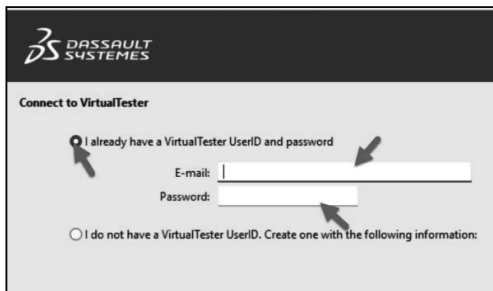 DASSAULT
SYSTEMES
Connect to VirtualTester
I already have a VirtualTester UserID and password
E-mail:
Password:
I do not have a VirtualTester UserID. Create one with the following information: